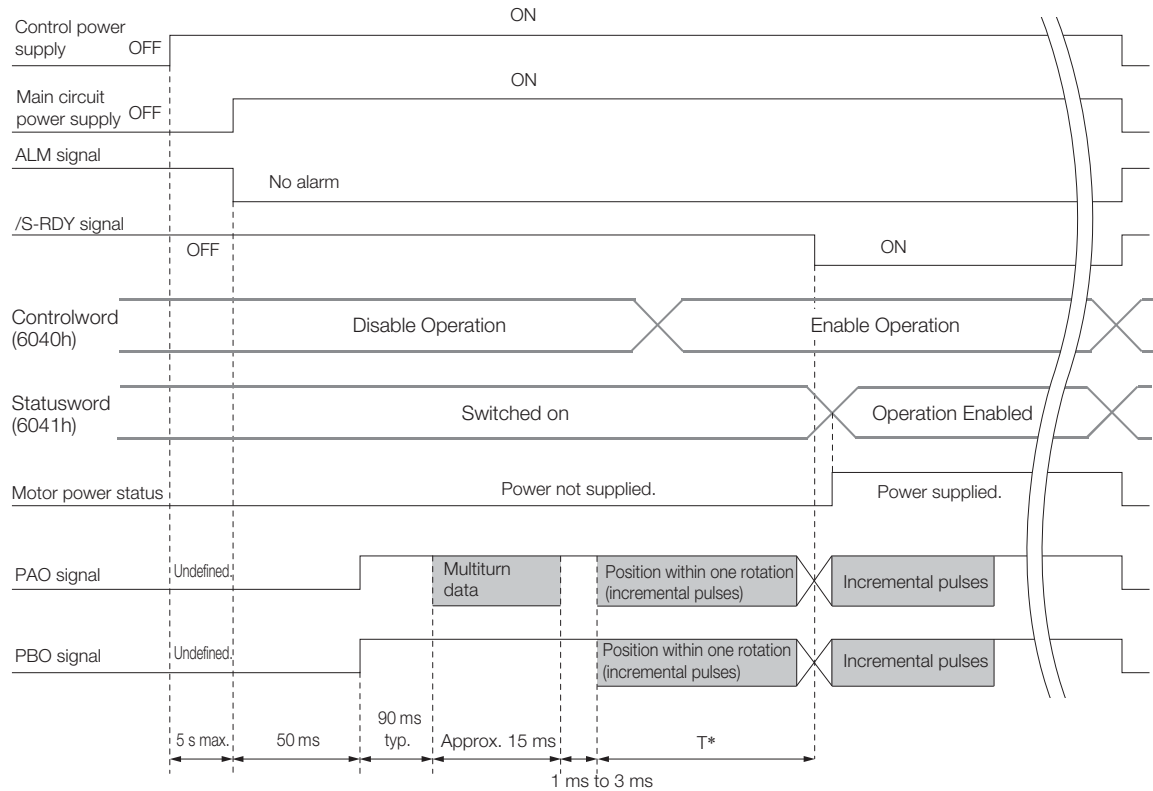 ON
Control power
supply OFF
ON
Main circuit
power supply OFF
ALM signal
No alarm
/S-RDY signal
OFF
ON
Controlword
(6040h)
Disable Operation
Enable Operation
Statusword
(6041h)
Switched on
Operation Enabled
Motor power status
Power not supplied.
Power supplied.
PAO signal
Undefined.
Multiturn
data
Position within one rotation
(incremental pulses)
Incremental pulses
PBO signal
Undefined.
Position within one rotation
(incremental pulses)
Incremental pulses
5 s max.
50 ms
90 ms
typ.
Approx. 15 ms
T*
1 ms to 3 ms